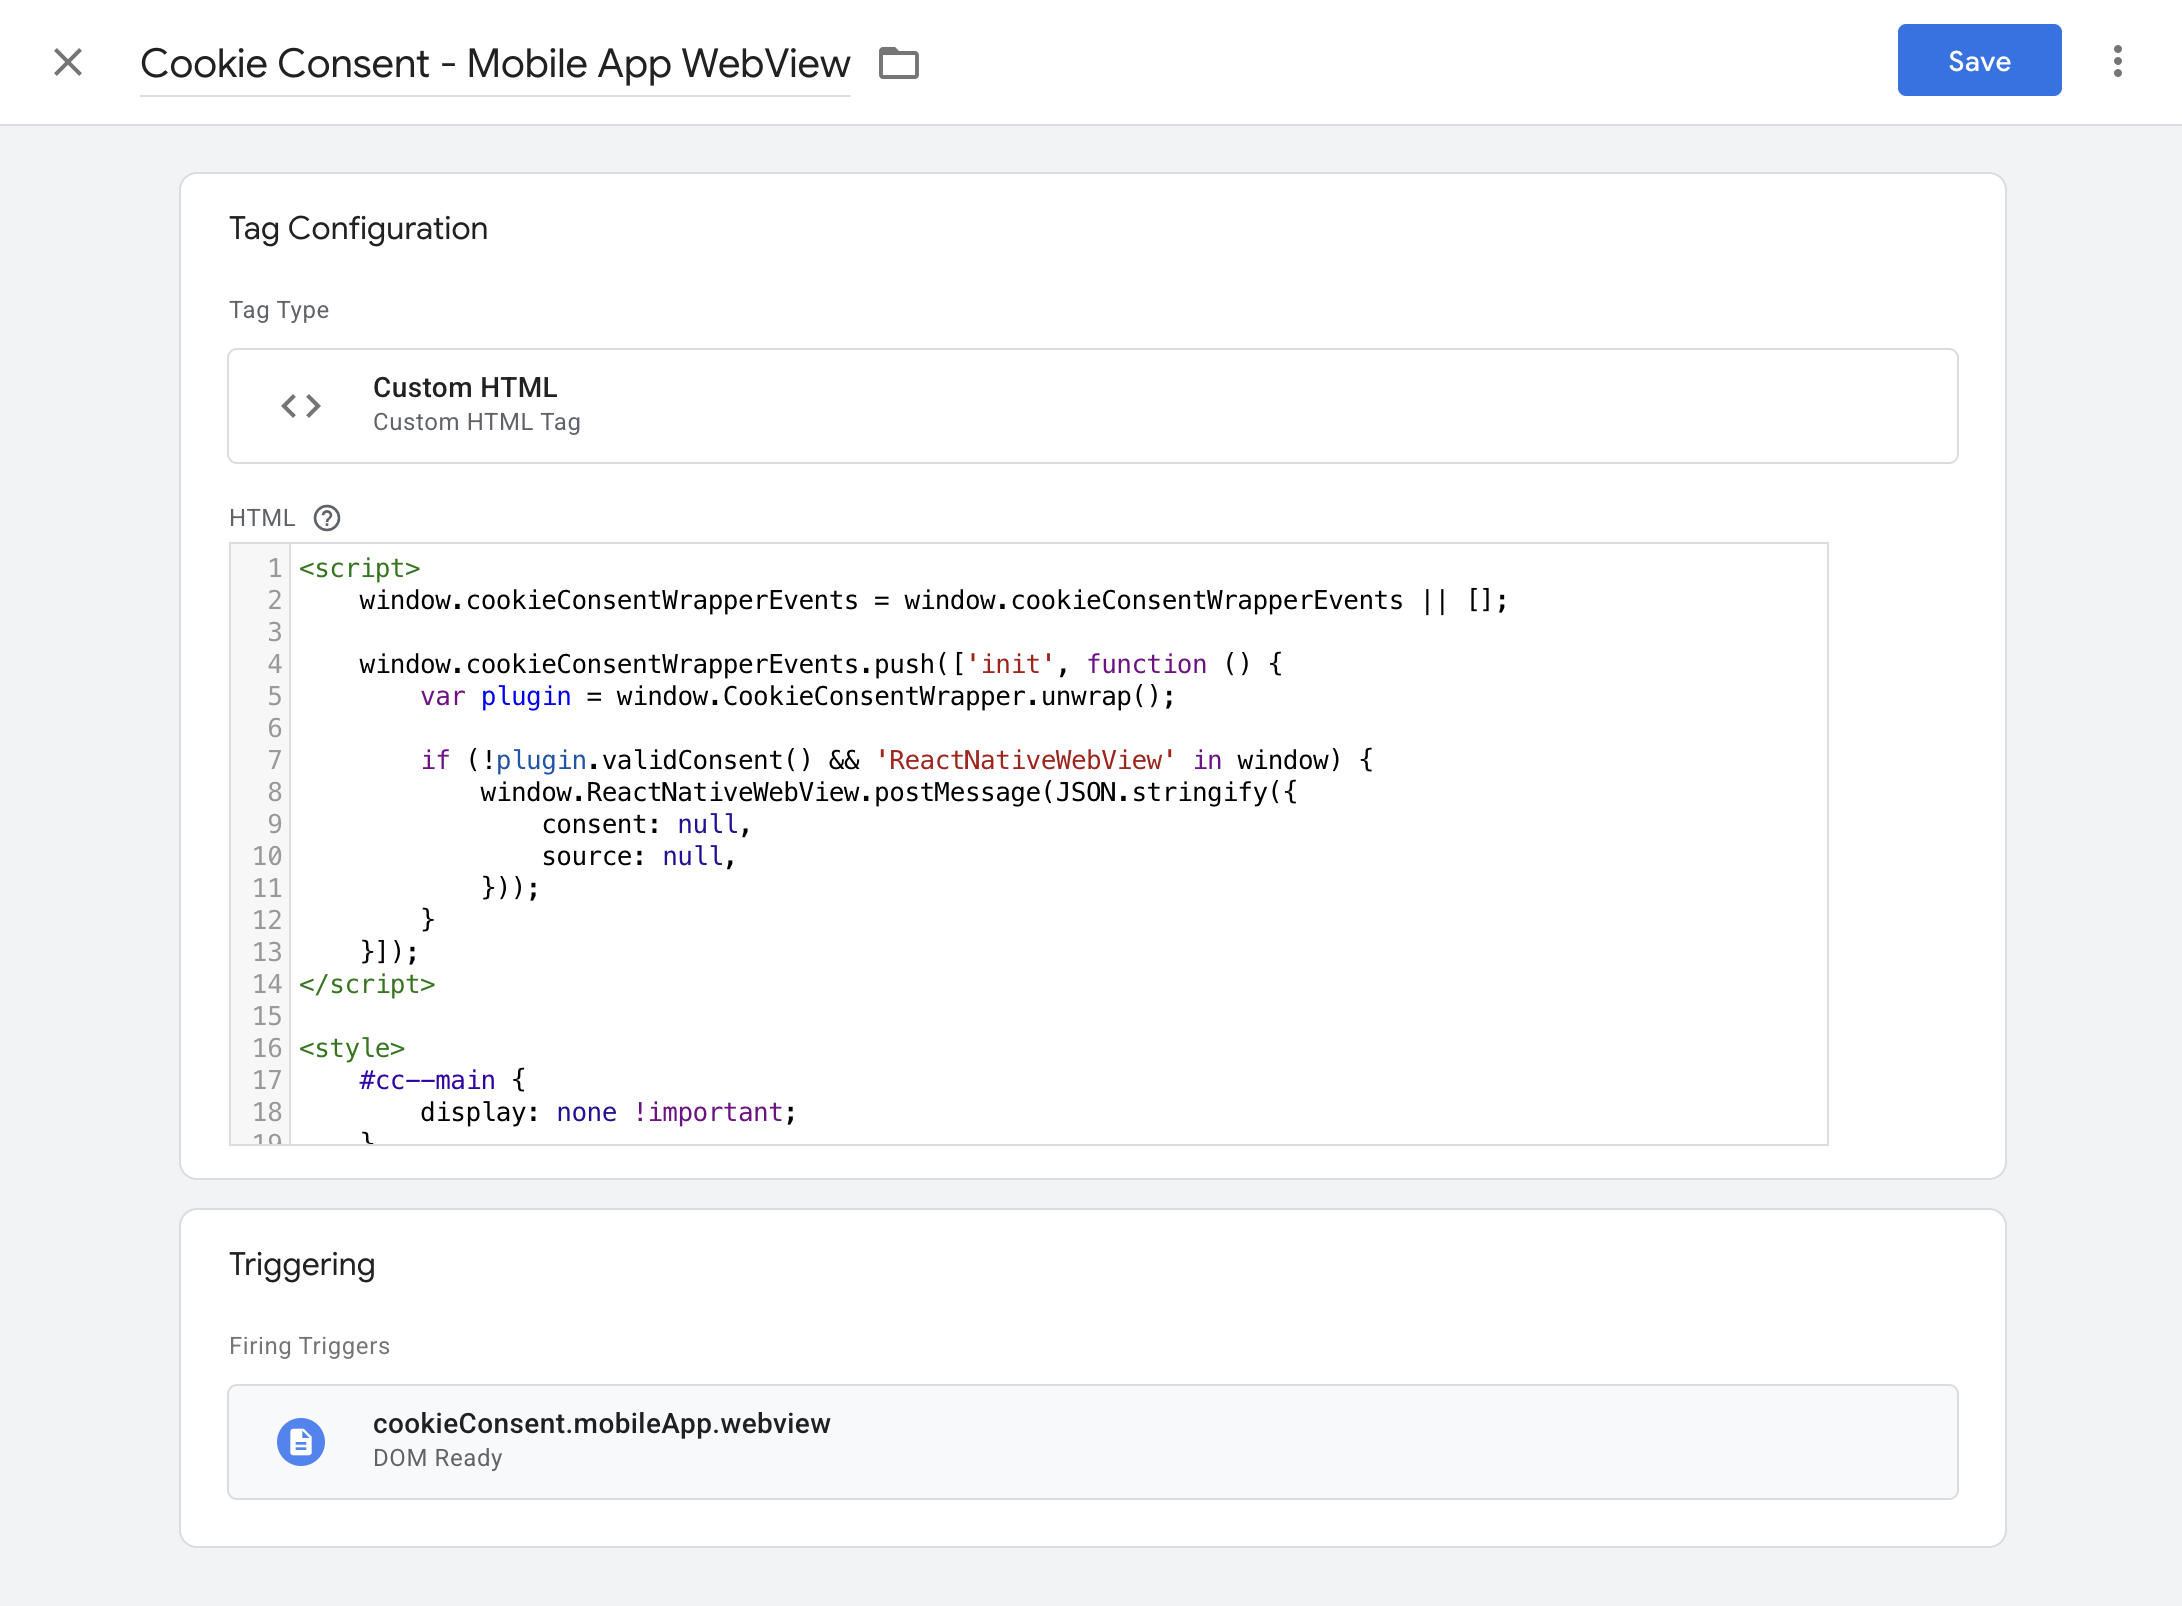 Cookie Consent - Mobile App WebView
Save
Tag Configuration
Tag Type
Custom HTML
Custom HTML Tag
HTML
1 <script>
2     window.cookieConsentWrapperEvents = window.cookieConsentWrapperEvents || [];
3
4     window.cookieConsentWrapperEvents.push(['init', function () {
5         var plugin = window.CookieConsentWrapper.unwrap();
6
7         if (!plugin.validConsent() && 'ReactNativeWebView' in window) {
8             window.ReactNativeWebView.postMessage(JSON.stringify({
9                 consent: null,
10                 source: null,
11             }));
12         }
13     }]);
14 </script>
15
16 <style>
17     #cc--main {
18         display: none !important;
19     }
Triggering
Firing Triggers
cookieConsent.mobileApp.webview
DOM Ready